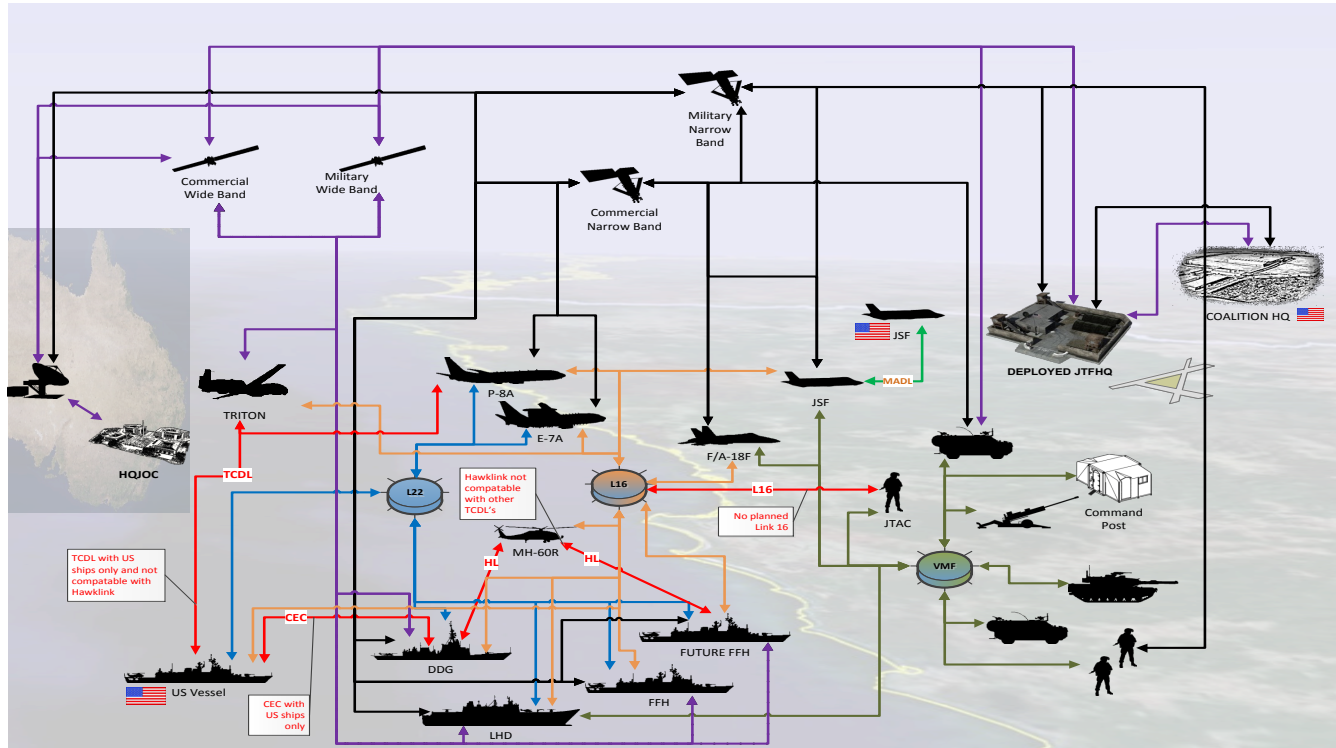 Military
Narrow
Band
Commercial
Wide Band
Military
Wide Band
Commercial
Narrow Band
COALITION HQ
JSF
DEPLOYED JTFHQ
MADL
P-8A
JSF
TRITON
E-7A
F/A-18F
HQJOC
TCDL
Hawklink not
compatable
with other
TCDL's
L22
L16
L16
No planned
Link 16
JTAC
Command
Post
MH-60R
HL
HL
VMF
TCDL with US
ships only and not
compatable with
Hawklink
CEC
DDG
FUTURE FFH
US Vessel
FFH
CEC with
US ships
only
LHD